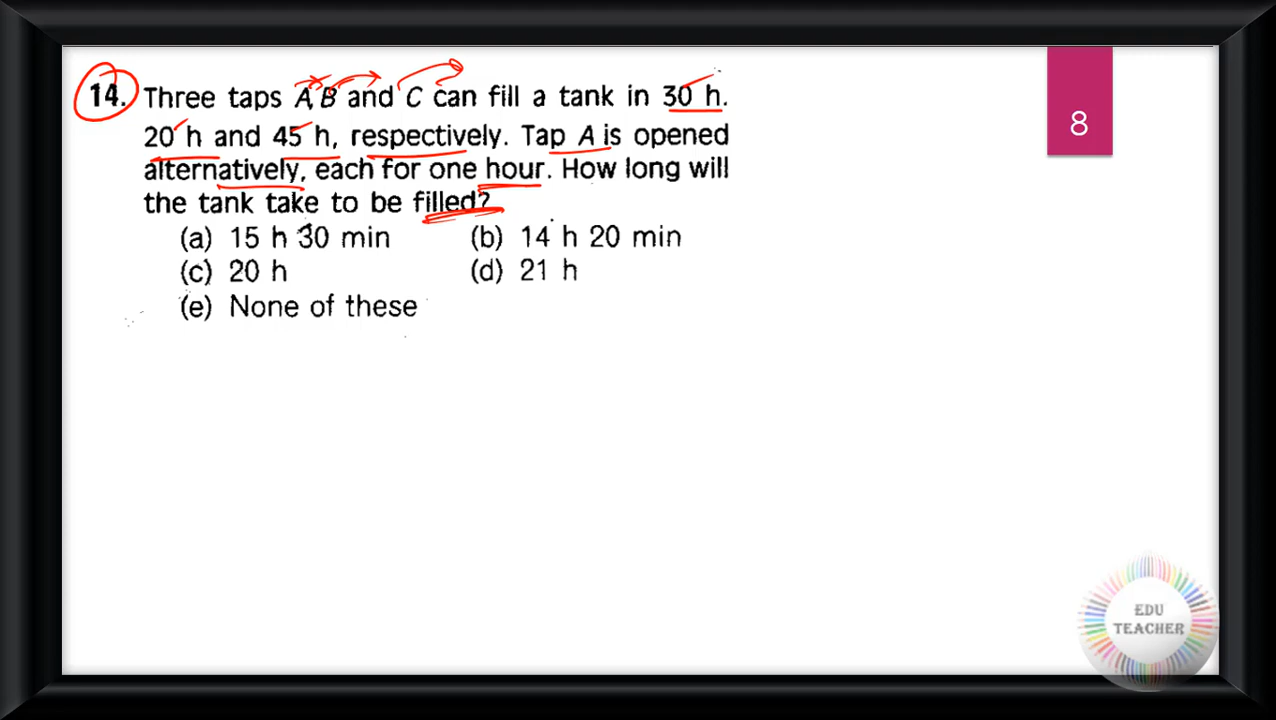 14. Three taps A, B and C can fill a tank in 30 h.
20 h and 45 h, respectively. Tap A is opened
alternatively, each for one hour. How long will
the tank take to be filled?
(a) 15 h 30 min (b) 14 h 20 min
(c) 20 h (d) 21 h
(e) None of these
8
EDU
TEACHER